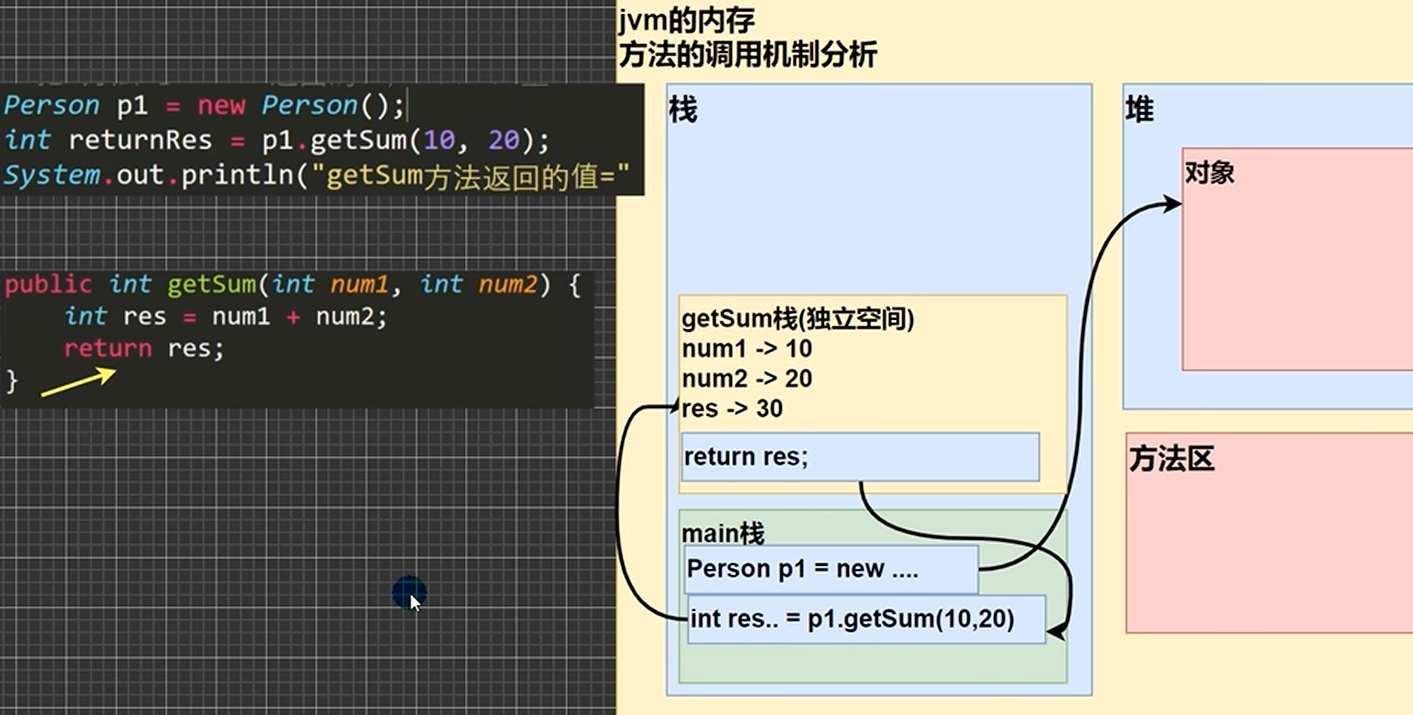 Person p1 = new Person();
int returnRes = p1.getSum(10, 20);
System.out.println("getSum方法返回的值="
public int getSum(int num1, int num2) {
int res = num1 + num2;
return res;
}
jvm的内存
方法的调用机制分析
栈
getSum栈(独立空间)
num1 -> 10
num2 -> 20
res -> 30
return res;
main栈
Person p1 = new ....
int res.. = p1.getSum(10,20)
堆
对象
方法区